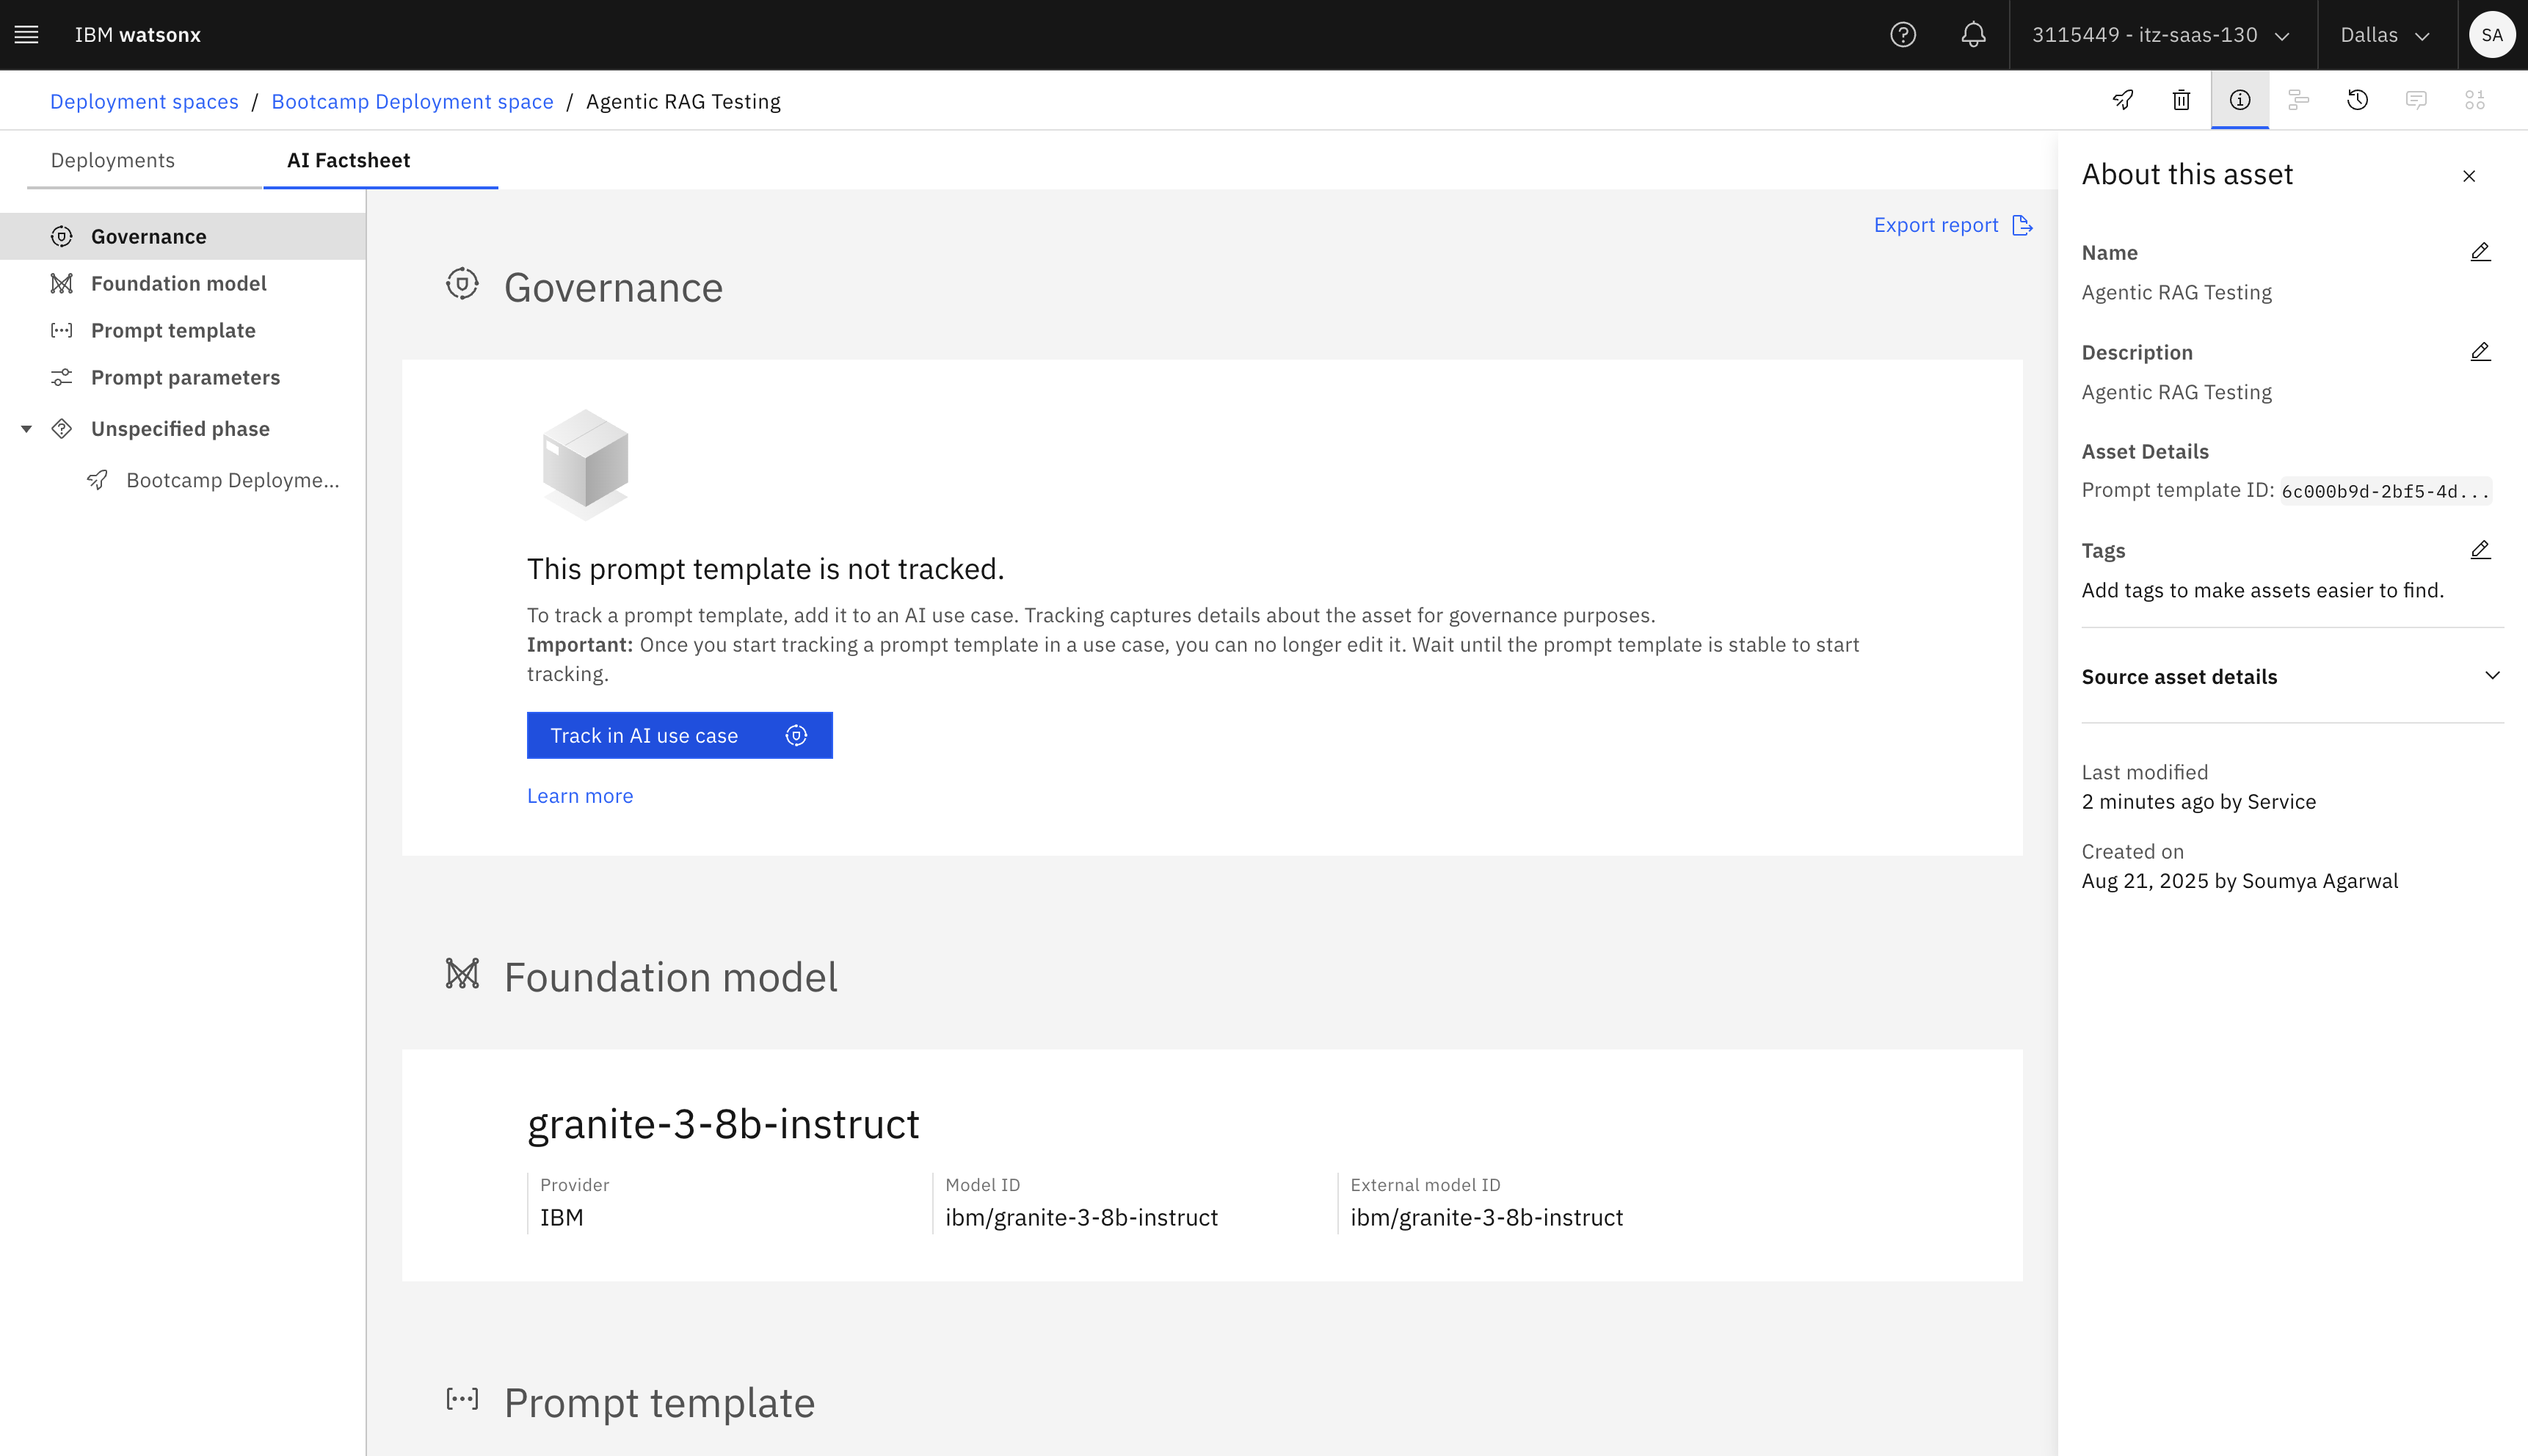 IBM watsonx
3115449 - itz-saas-130
Dallas
SA
Deployment spaces / Bootcamp Deployment space / Agentic RAG Testing
Deployments
AI Factsheet
Governance
Foundation model
Prompt template
Prompt parameters
Unspecified phase
Bootcamp Deployme...
Export report
Governance
This prompt template is not tracked.
To track a prompt template, add it to an AI use case. Tracking captures details about the asset for governance purposes.
Important: Once you start tracking a prompt template in a use case, you can no longer edit it. Wait until the prompt template is stable to start
tracking.
Track in AI use case
Learn more
Foundation model
granite-3-8b-instruct
Provider
IBM
Model ID
ibm/granite-3-8b-instruct
External model ID
ibm/granite-3-8b-instruct
Prompt template
About this asset
Name
Agentic RAG Testing
Description
Agentic RAG Testing
Asset Details
Prompt template ID: 6c000b9d-2bf5-4d...
Tags
Add tags to make assets easier to find.
Source asset details
Last modified
2 minutes ago by Service
Created on
Aug 21, 2025 by Soumya Agarwal